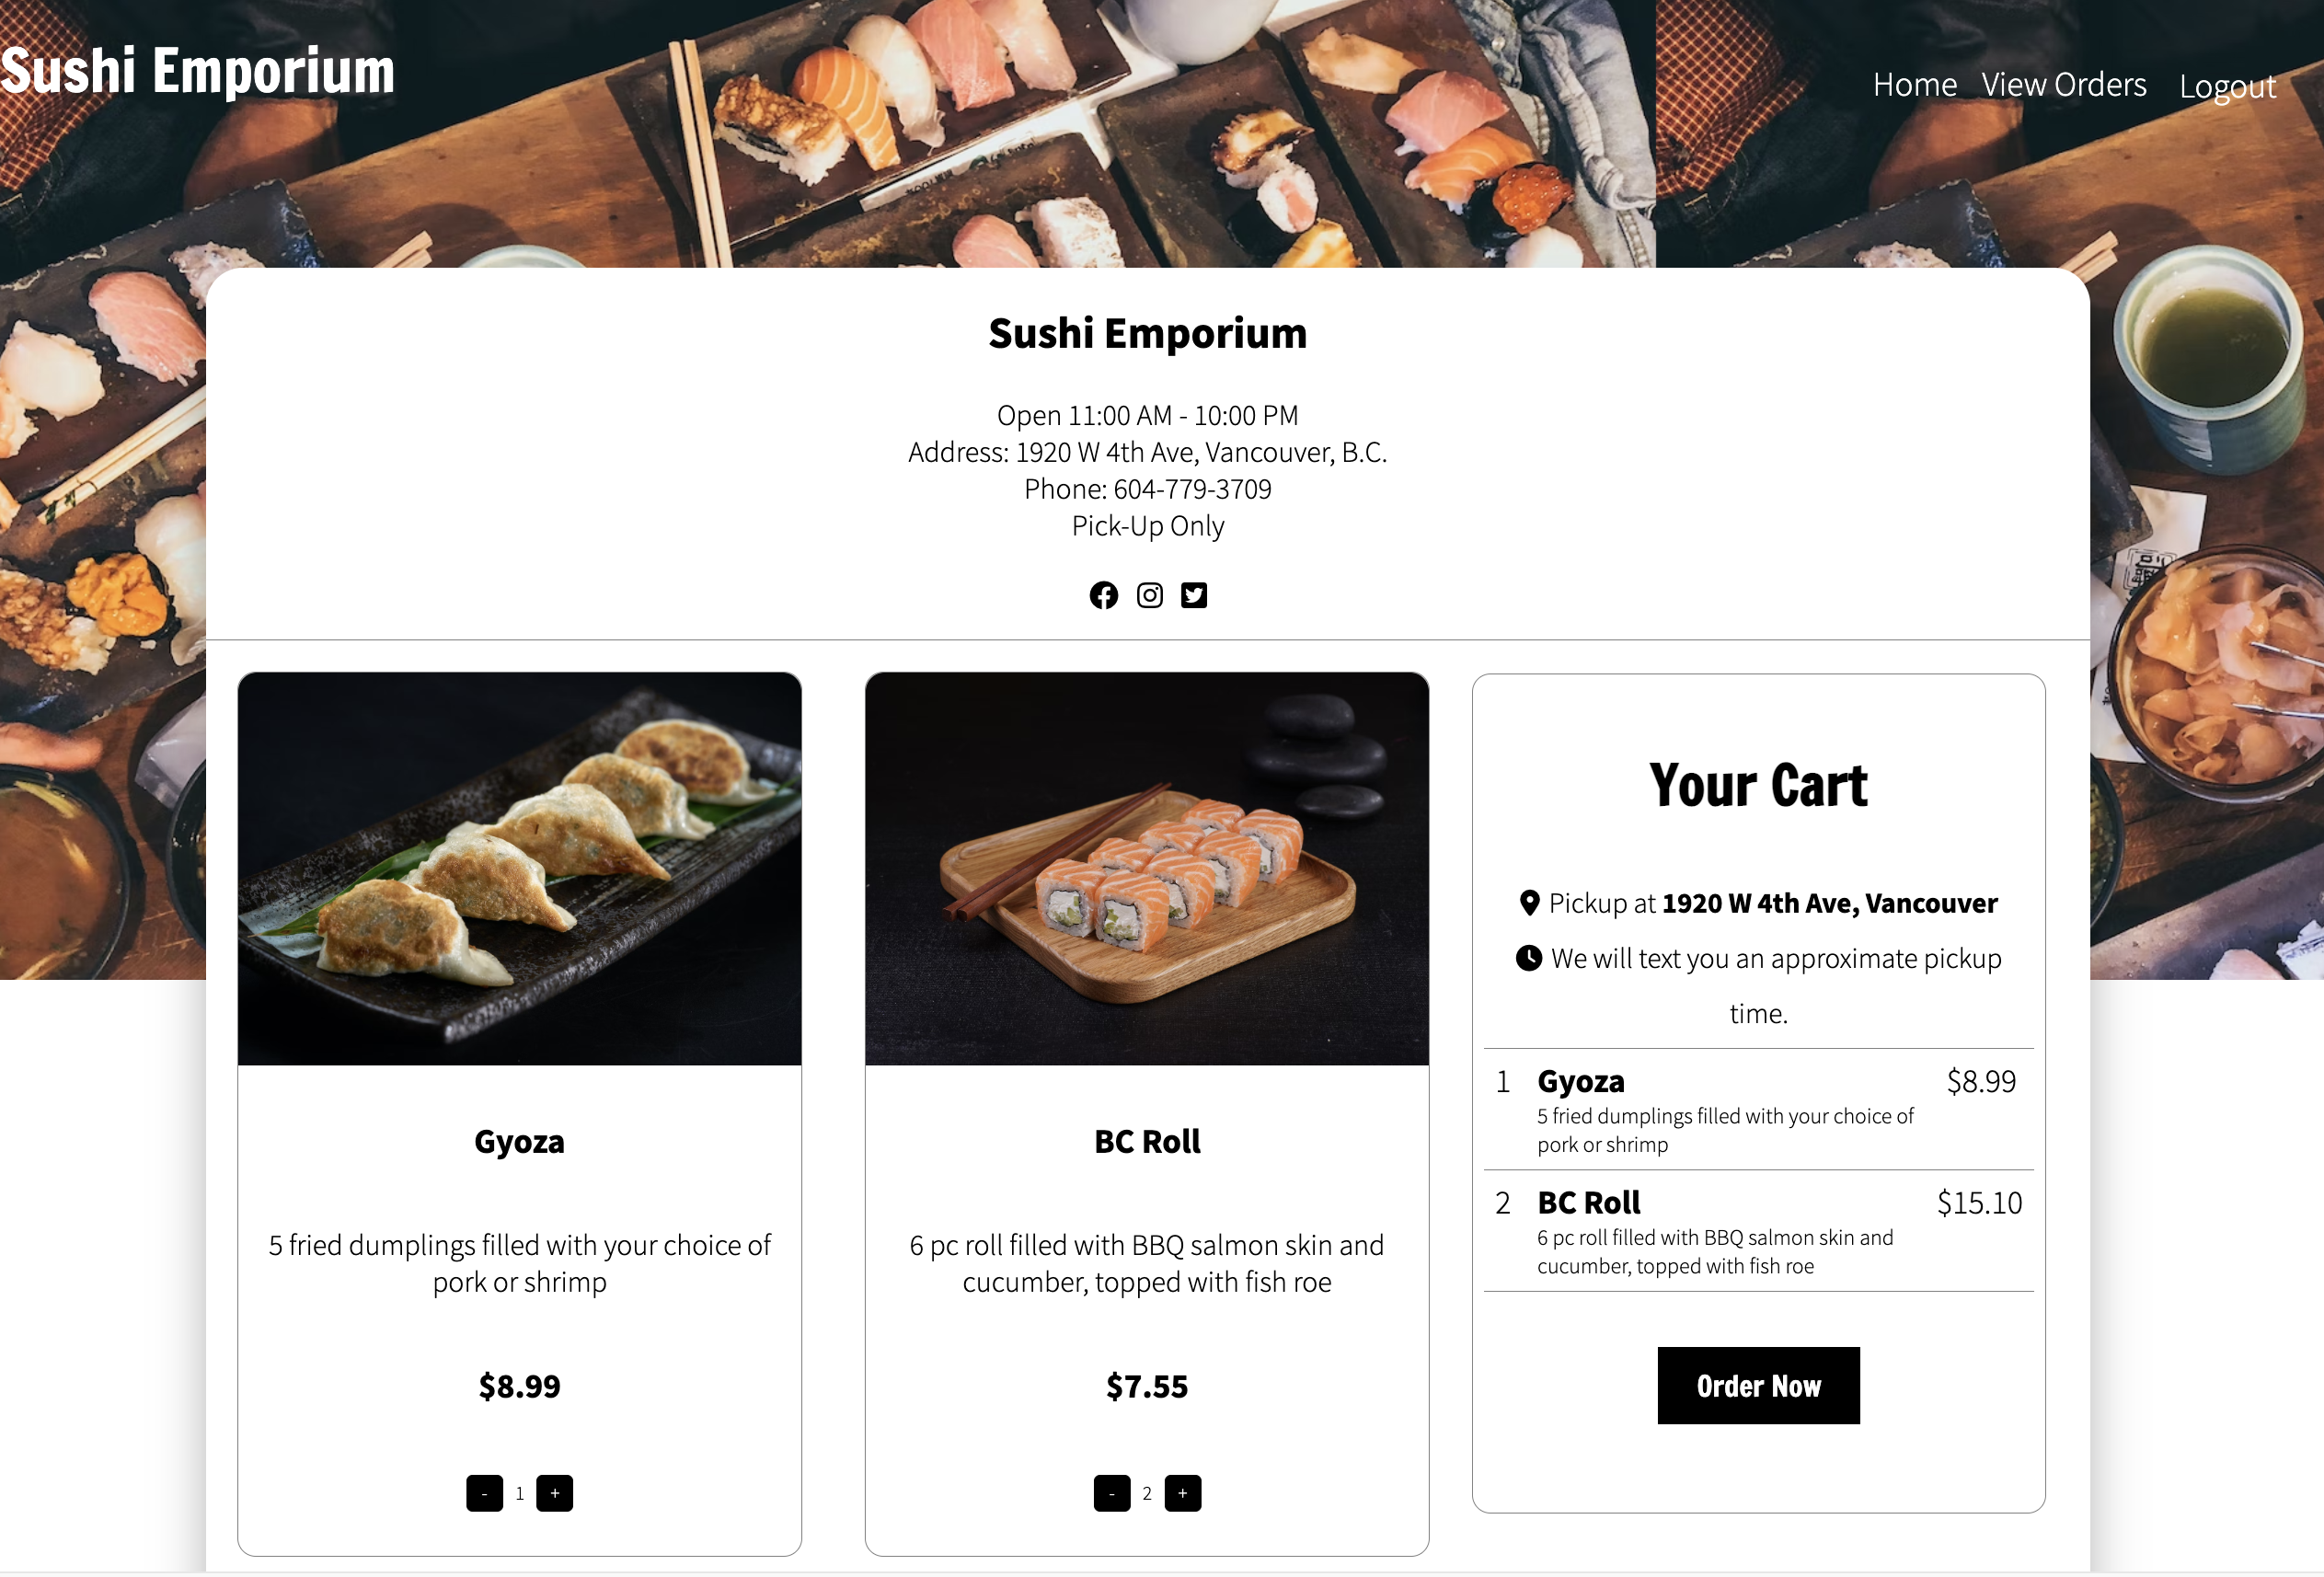 Sushi Emporium
Home View Orders Logout
Sushi Emporium
Open 11:00 AM - 10:00 PM
Address: 1920 W 4th Ave, Vancouver, B.C.
Phone: 604-779-3709
Pick-Up Only
Gyoza
5 fried dumplings filled with your choice of
pork or shrimp
$8.99
- 1 +
BC Roll
6 pc roll filled with BBQ salmon skin and
cucumber, topped with fish roe
$7.55
- 2 +
Your Cart
Pickup at 1920 W 4th Ave, Vancouver
We will text you an approximate pickup
time.
1 Gyoza $8.99
5 fried dumplings filled with your choice of
pork or shrimp
2 BC Roll $15.10
6 pc roll filled with BBQ salmon skin and
cucumber, topped with fish roe
Order Now